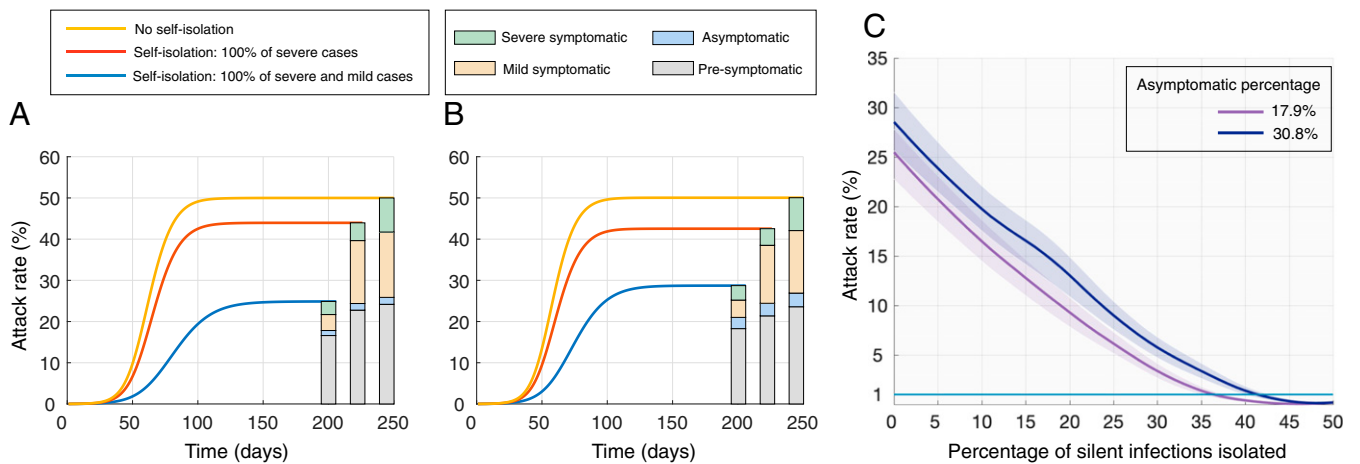 No self-isolation
Self-isolation: 100% of severe cases
Self-isolation: 100% of severe and mild cases
Severe symptomatic
Asymptomatic
Mild symptomatic
Pre-symptomatic
A
60
50
40
30
20
10
0
Attack rate (%)
0 50 100 150 200 250
Time (days)
B
60
50
40
30
20
10
0
0 50 100 150 200 250
Time (days)
C
35
30
25
20
15
10
5
1
Attack rate (%)
Asymptomatic percentage
17.9%
30.8%
0 5 10 15 20 25 30 35 40 45 50
Percentage of silent infections isolated